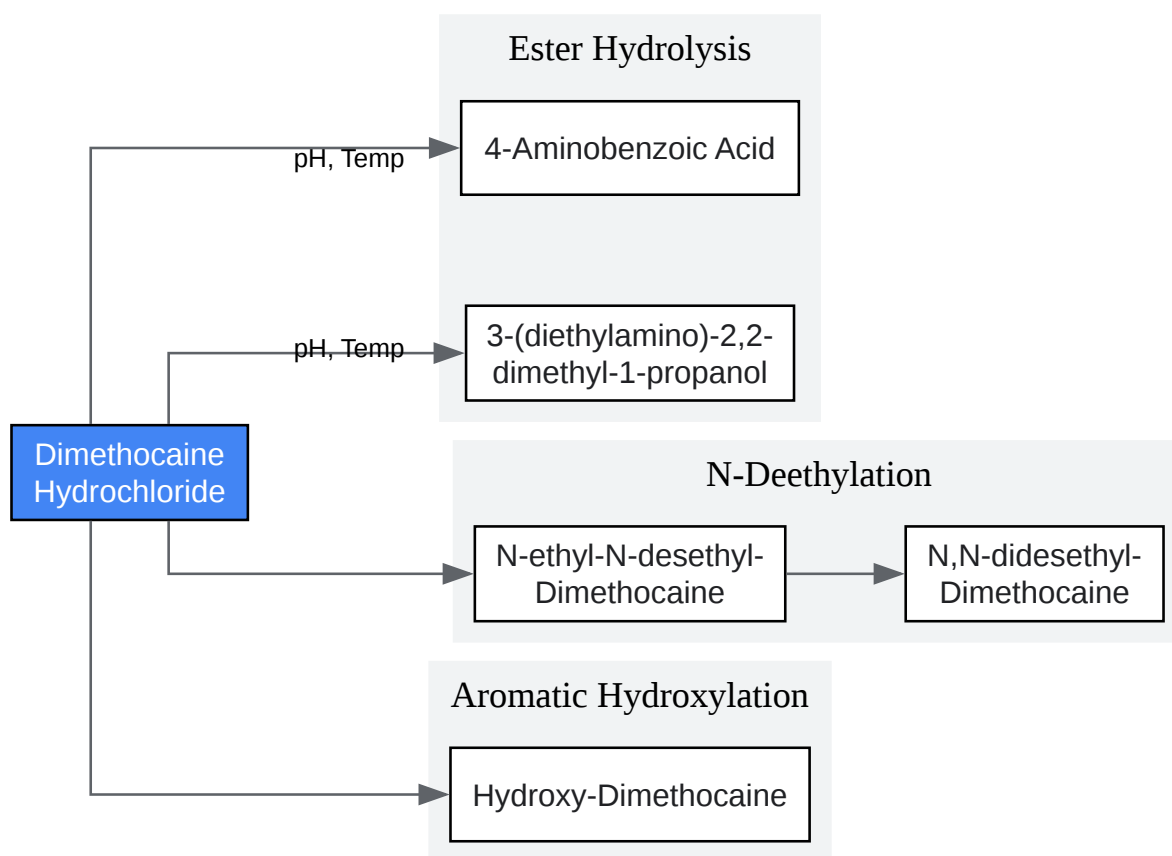 Ester Hydrolysis
4-Aminobenzoic Acid
pH, Temp
3-(diethylamino)-2,2-
dimethyl-1-propanol
pH, Temp
Dimethocaine
Hydrochloride
N-Deethylation
N-ethyl-N-desethyl-
Dimethocaine
N,N-didesethyl-
Dimethocaine
Aromatic Hydroxylation
Hydroxy-Dimethocaine